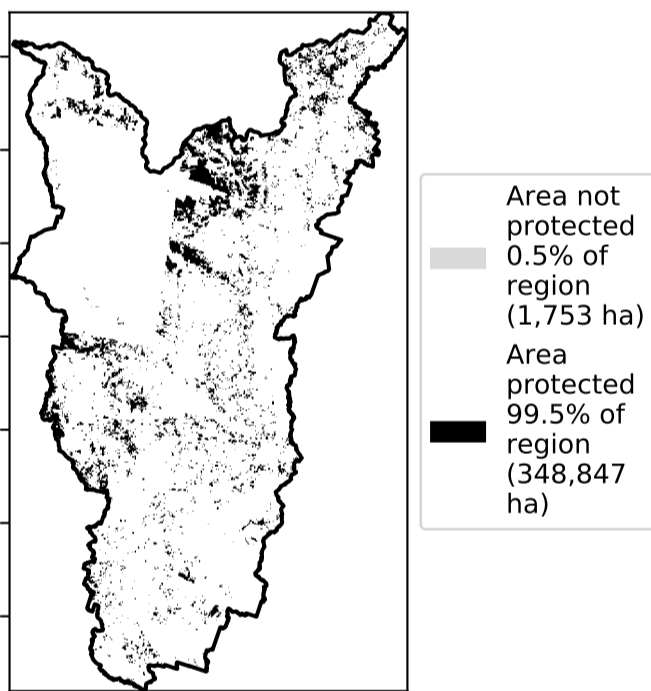 Area not
protected
0.5% of
region
(1,753 ha)
Area
protected
99.5% of
region
(348,847
ha)